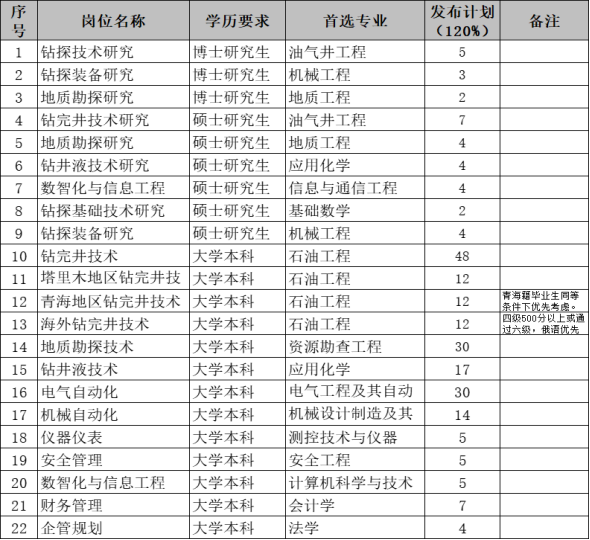 序号 岗位名称 学历要求 首选专业 发布计划（120%） 备注
1 钻探技术研究 博士研究生 油气井工程 5
2 钻探装备研究 博士研究生 机械工程 3
3 地质勘探研究 博士研究生 地质工程 2
4 钻完井技术研究 硕士研究生 油气井工程 7
5 地质勘探研究 硕士研究生 地质工程 4
6 钻井液技术研究 硕士研究生 应用化学 4
7 数智化与信息工程 硕士研究生 信息与通信工程 4
8 钻探基础技术研究 硕士研究生 基础数学 2
9 钻探装备研究 硕士研究生 机械工程 4
10 钻完井技术 大学本科 石油工程 48
11 塔里木地区钻完井技 大学本科 石油工程 12
12 青海地区钻完井技术 大学本科 石油工程 12 青海籍毕业生同等条件下优先考虑。
13 海外钻完井技术 大学本科 石油工程 12 四级500分以上或通过六级，俄语优先
14 地质勘探技术 大学本科 资源勘查工程 30
15 钻井液技术 大学本科 应用化学 17
16 电气自动化 大学本科 电气工程及其自动 30
17 机械自动化 大学本科 机械设计制造及其 14
18 仪器仪表 大学本科 测控技术与仪器 5
19 安全管理 大学本科 安全工程 5
20 数智化与信息工程 大学本科 计算机科学与技术 5
21 财务管理 大学本科 会计学 7
22 企管规划 大学本科 法学 4